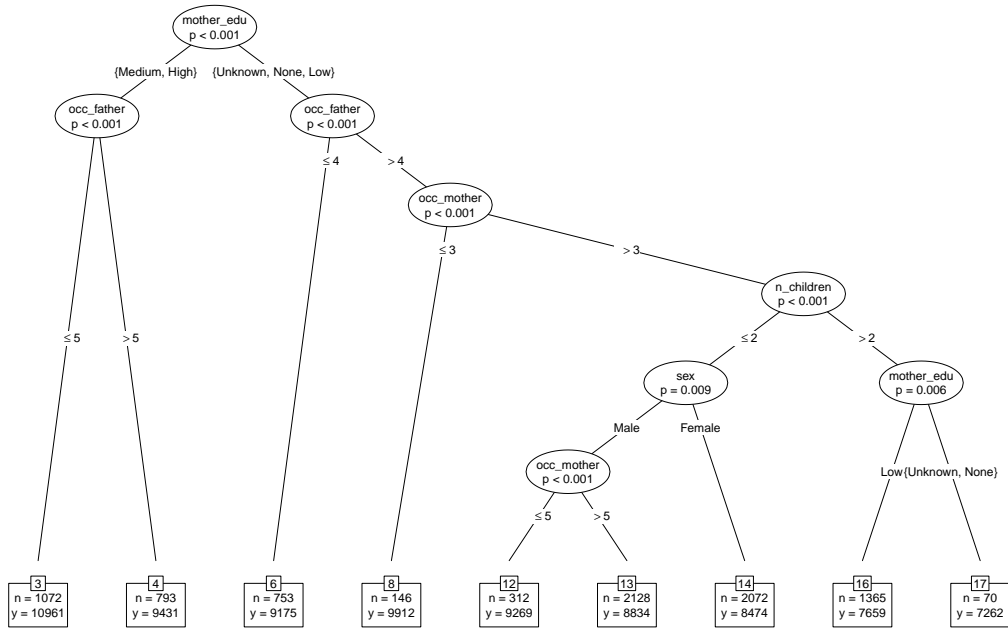 mother_edu
p < 0.001
{Medium, High}
{Unknown, None, Low}
occ_father
p < 0.001
occ_father
p < 0.001
≤ 4
> 4
occ_mother
p < 0.001
≤ 3
> 3
n_children
p < 0.001
≤ 5
> 5
≤ 2
> 2
sex
p = 0.009
mother_edu
p = 0.006
Male
Female
occ_mother
p < 0.001
Low
{Unknown, None}
≤ 5
> 5
3
n = 1072
y = 10961
4
n = 793
y = 9431
6
n = 753
y = 9175
8
n = 146
y = 9912
12
n = 312
y = 9269
13
n = 2128
y = 8834
14
n = 2072
y = 8474
16
n = 1365
y = 7659
17
n = 70
y = 7262